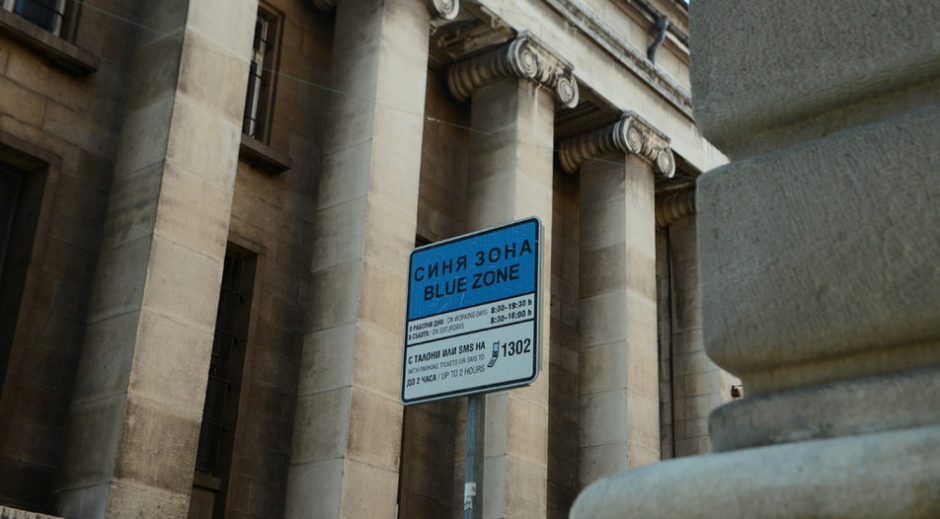 СИНЯ ЗОНА
BLUE ZONE
В РАБОТНИ ДНИ / ON WORKING DAYS 8:30-19:30 h
В СЪБОТА / ON SATURDAYS 8:30-18:00 h
С ТАЛОНИ ИЛИ SMS НА 1302
WITH PARKING TICKETS OR SMS TO
ДО 2 ЧАСА / UP TO 2 HOURS